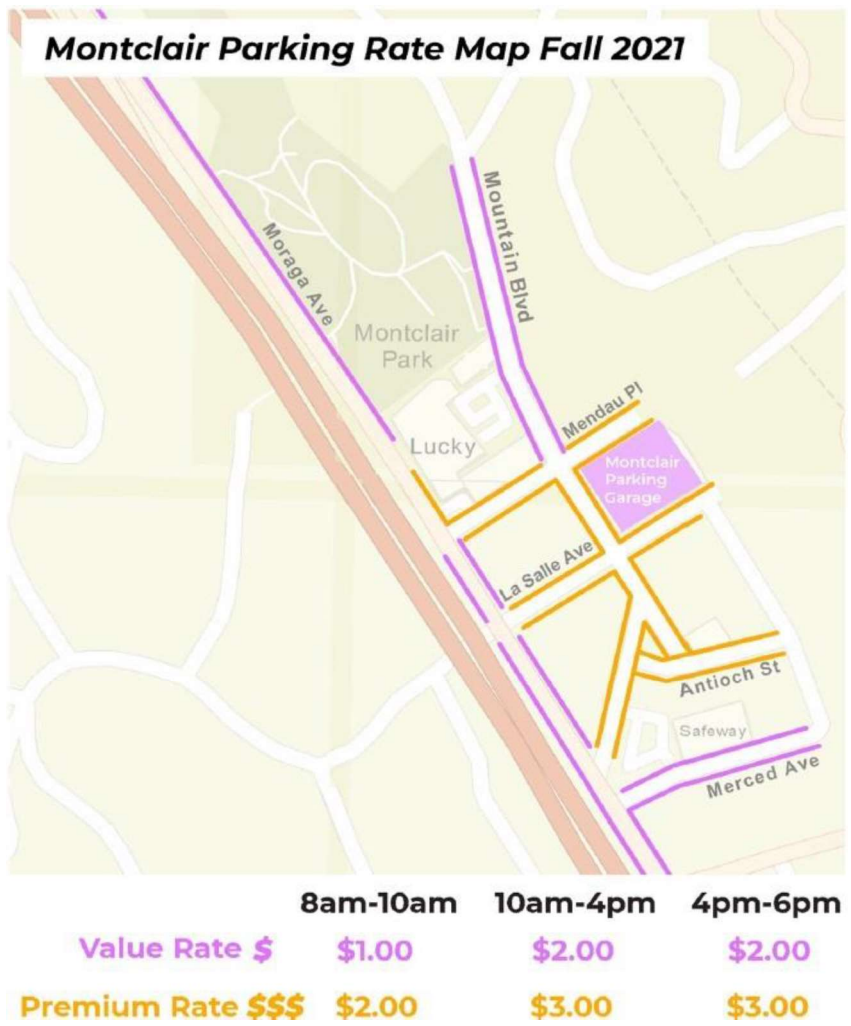 Montclair Parking Rate Map Fall 2021
Mountain Blvd
Moraga Ave
Montclair
Park
Mendau Pl
Lucky
Montclair
Parking
Garage
La Salle Ave
Antioch St
Safeway
Merced Ave
8am-10am 10am-4pm 4pm-6pm
Value Rate $ $1.00 $2.00 $2.00
Premium Rate $$$ $2.00 $3.00 $3.00